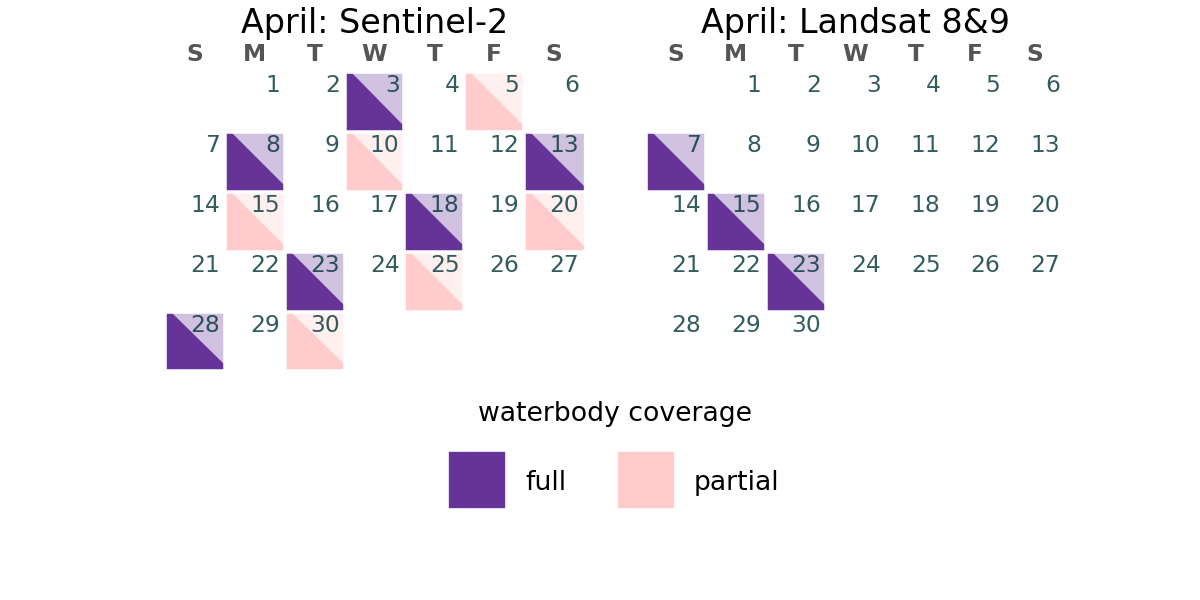 April: Sentinel-2
S M T W T F S
1 2 3 4 5 6
7 8 9 10 11 12 13
14 15 16 17 18 19 20
21 22 23 24 25 26 27
28 29 30
April: Landsat 8&9
S M T W T F S
1 2 3 4 5 6
7 8 9 10 11 12 13
14 15 16 17 18 19 20
21 22 23 24 25 26 27
28 29 30
waterbody coverage
full partial